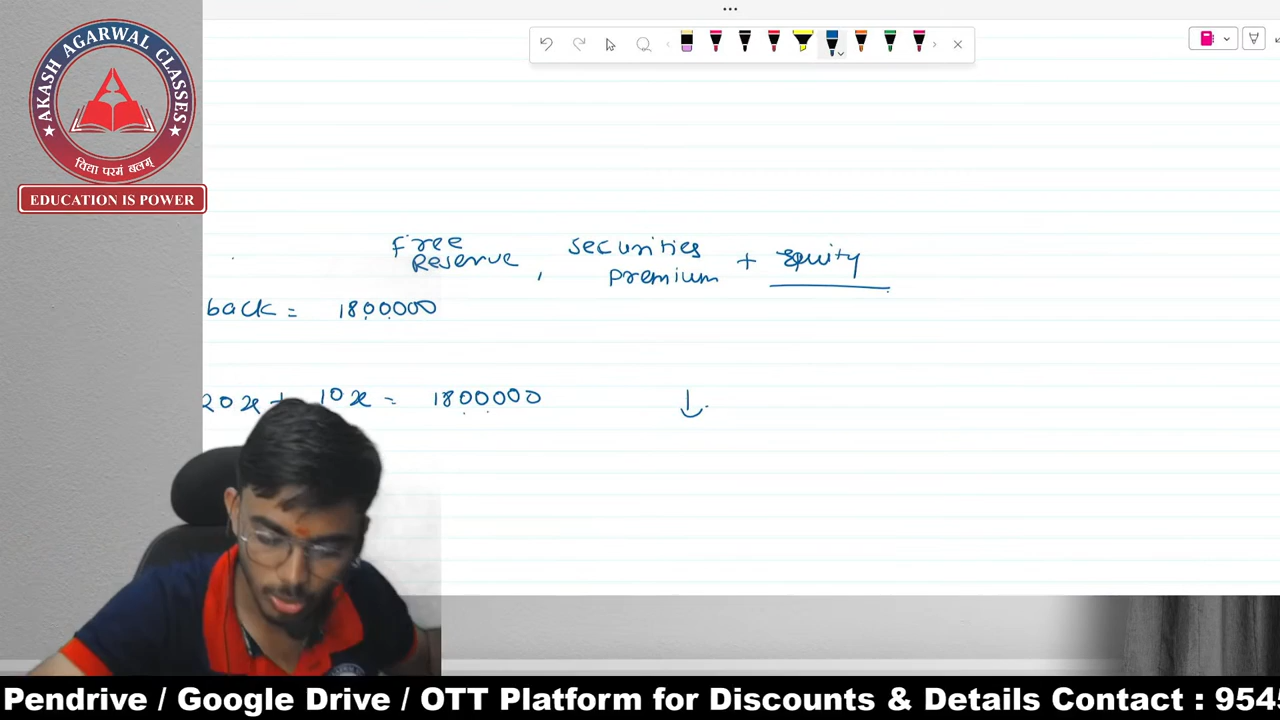 ...
AKASH AGARWAL CLASSES
विद्या परमं बलम्
EDUCATION IS POWER
Free Reserve, Securities Premium + Equity
back = 1800000
20x + 10x = 1800000
Pendrive / Google Drive / OTT Platform for Discounts & Details Contact : 954